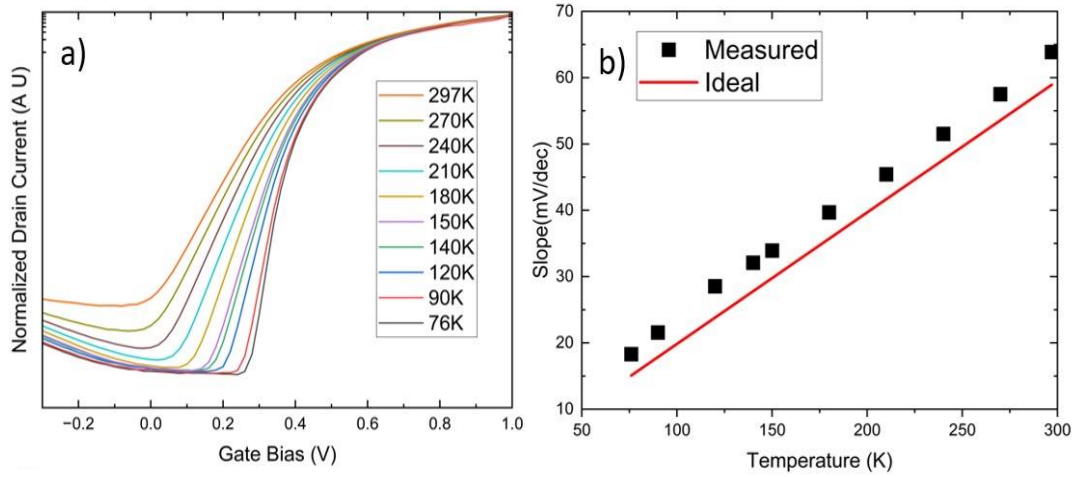 a)
Normalized Drain Current (A U)
297K
270K
240K
210K
180K
150K
140K
120K
90K
76K
−0.2 0.0 0.2 0.4 0.6 0.8 1.0
Gate Bias (V)
b)
Measured
Ideal
Slope(mV/dec)
70
60
50
40
30
20
10
50 100 150 200 250 300
Temperature (K)